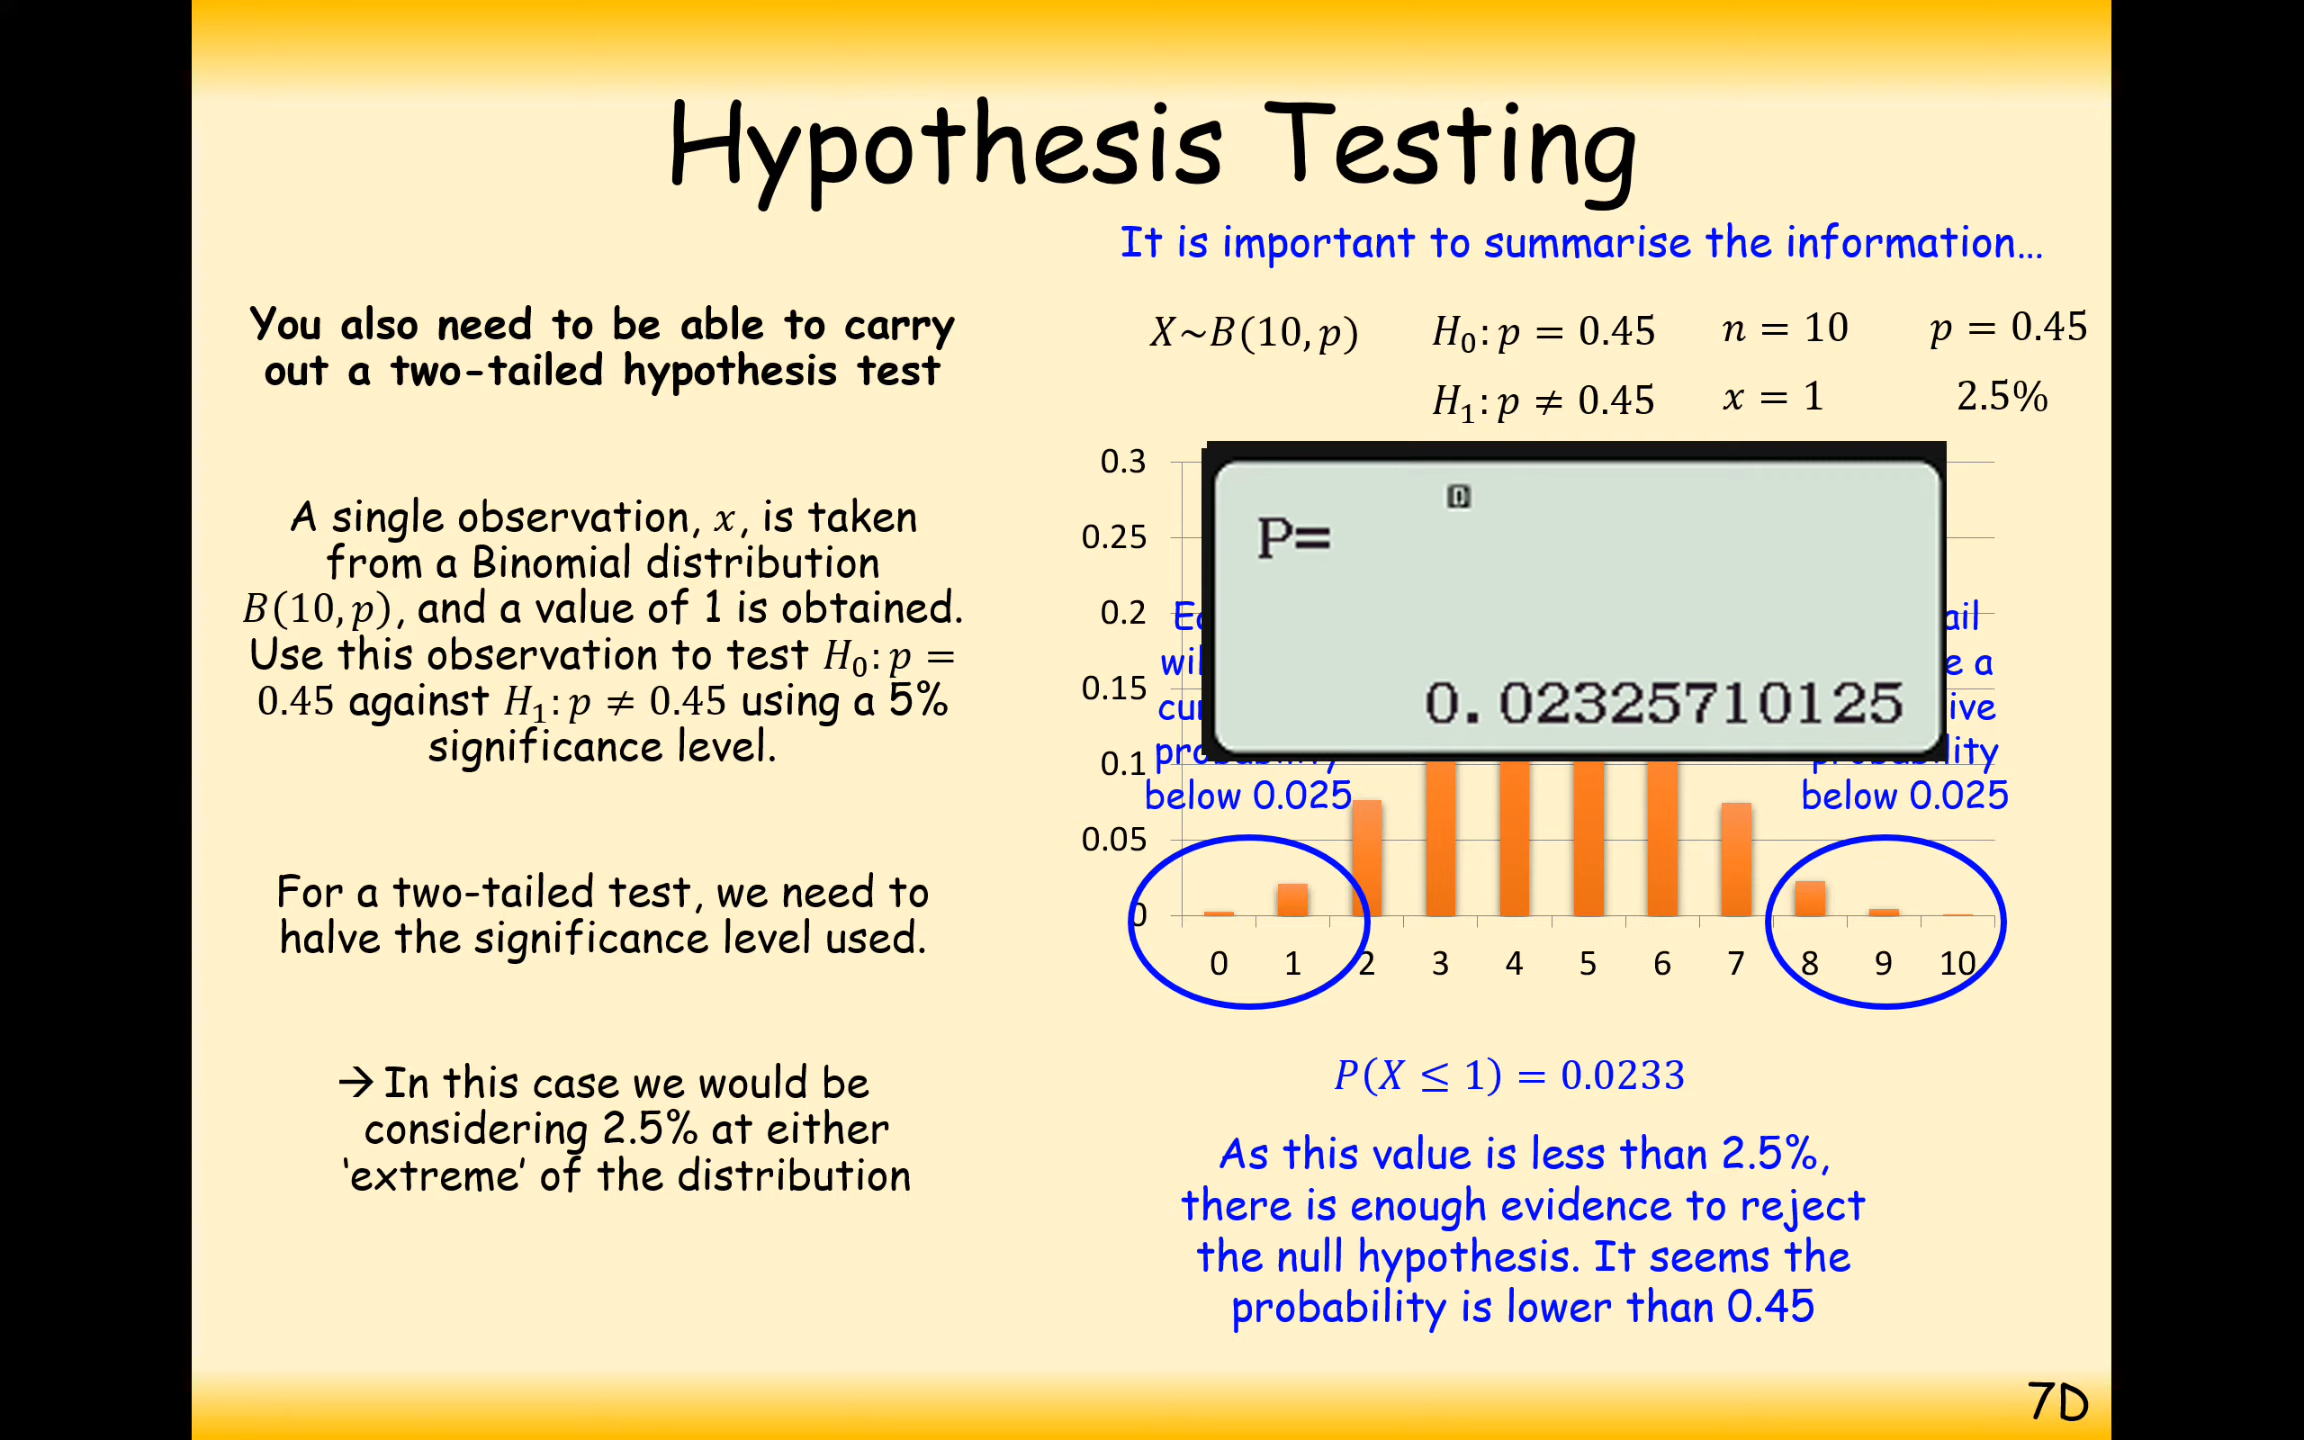 Hypothesis Testing
It is important to summarise the information...
You also need to be able to carry
out a two-tailed hypothesis test
A single observation, x, is taken
from a Binomial distribution
B(10, p), and a value of 1 is obtained.
Use this observation to test H₀: p =
0.45 against H₁: p ≠ 0.45 using a 5%
significance level.
For a two-tailed test, we need to
halve the significance level used.
→ In this case we would be
considering 2.5% at either
‘extreme’ of the distribution
X~B(10, p) H₀: p = 0.45 n = 10 p = 0.45
H₁: p ≠ 0.45 x = 1 2.5%
0.3
0.25
0.2
0.15
0.1
0.05
0
P=
0.02325710125
below 0.025
probability
below 0.025
0 1 2 3 4 5 6 7 8 9 10
P(X ≤ 1) = 0.0233
As this value is less than 2.5%,
there is enough evidence to reject
the null hypothesis. It seems the
probability is lower than 0.45
7D